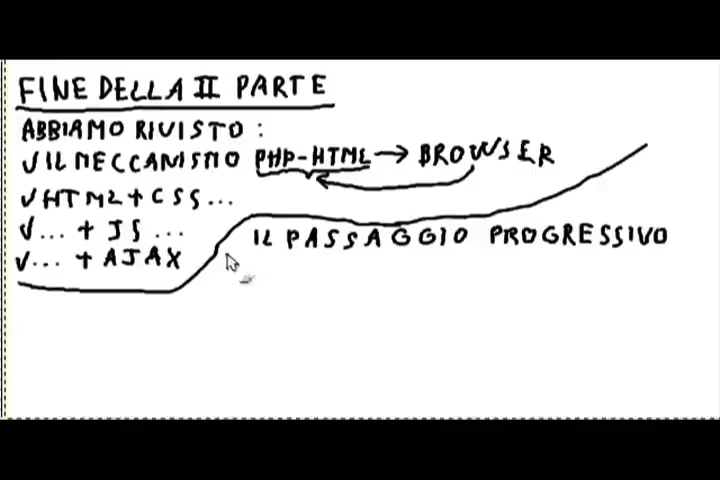 FINE DELLA II PARTE
ABBIAMO RIVISTO :
√ IL MECCANISMO PHP-HTML → BROWSER
√ HTML + CSS ...
√ ... + JS ...
IL PASSAGGIO PROGRESSIVO
√ ... + AJAX